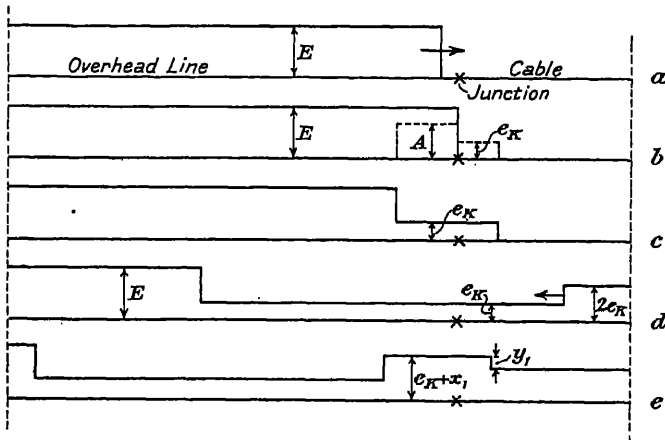 E
Overhead Line
Cable
a
Junction
E
A
e_K
b
e_K
c
E
e_K
2e_K
d
e_K+x_1
y_1
e